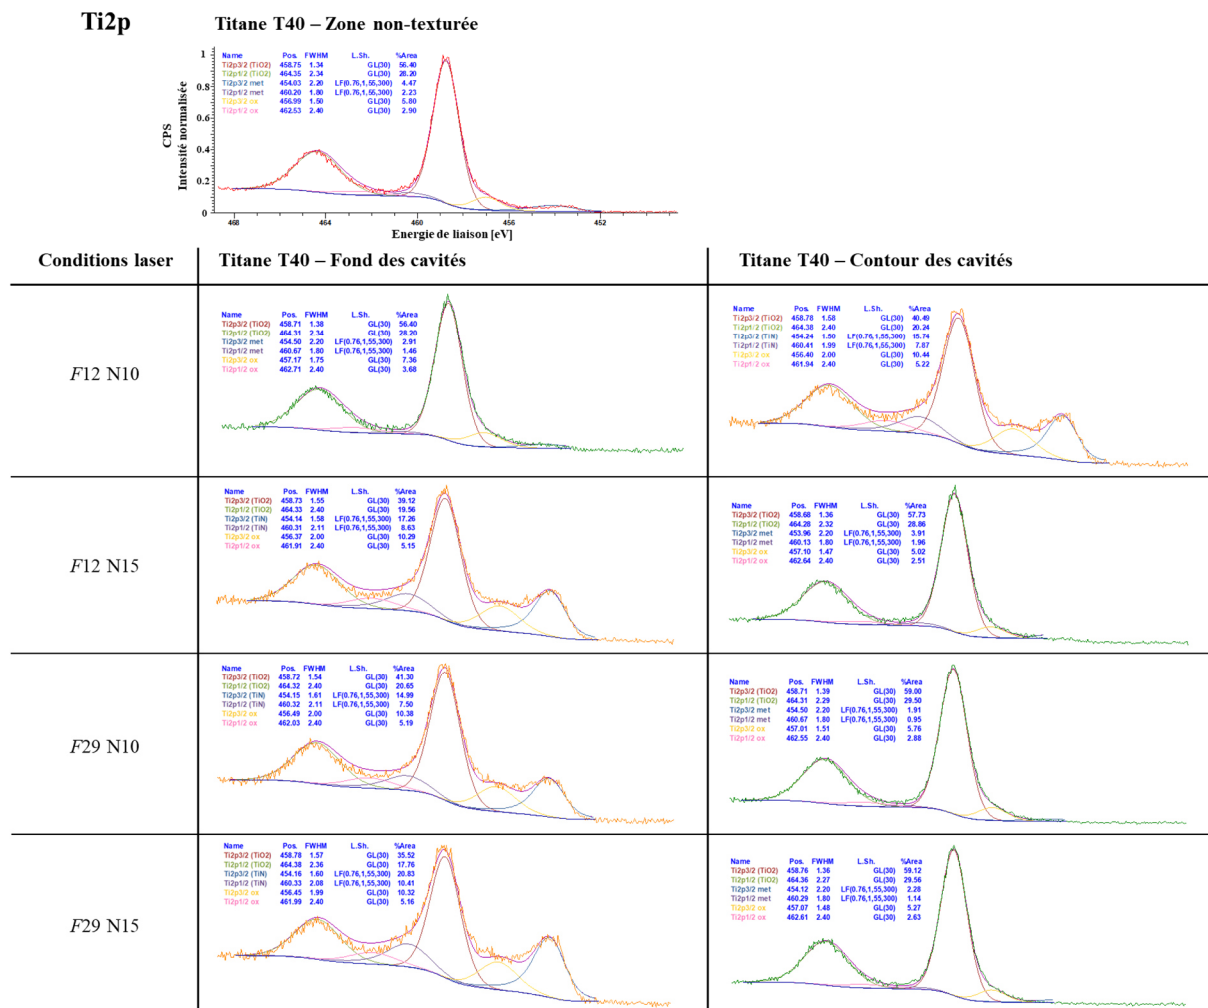 Ti2p
Titane T40 – Zone non-texturée
Name Pos. FWHM L.Sh. %Area
Ti2p3/2 (TiO2) 458.75 1.34 GL(30) 56.40
Ti2p1/2 (TiO2) 464.35 2.34 GL(30) 28.20
Ti2p3/2 met 454.03 2.20 LF(0.76,1,55,300) 4.47
Ti2p1/2 met 460.20 1.80 LF(0.76,1,55,300) 2.23
Ti2p3/2 ox 456.99 1.50 GL(30) 5.80
Ti2p1/2 ox 462.53 2.40 GL(30) 2.90
CPS
Intensité normalisée
1
0.8
0.6
0.4
0.2
0
468 464 460 456 452
Energie de liaison [eV]
Conditions laser
Titane T40 – Fond des cavités
Titane T40 – Contour des cavités
F12 N10
Name Pos. FWHM L.Sh. %Area
Ti2p3/2 (TiO2) 458.71 1.38 GL(30) 56.40
Ti2p1/2 (TiO2) 464.31 2.34 GL(30) 28.20
Ti2p3/2 met 454.50 2.20 LF(0.76,1,55,300) 2.91
Ti2p1/2 met 460.67 1.80 LF(0.76,1,55,300) 1.46
Ti2p3/2 ox 457.17 1.75 GL(30) 7.36
Ti2p1/2 ox 462.71 2.40 GL(30) 3.68
Name Pos. FWHM L.Sh. %Area
Ti2p3/2 (TiO2) 458.78 1.58 GL(30) 40.49
Ti2p1/2 (TiO2) 464.38 2.40 GL(30) 20.24
Ti2p3/2 (TiN) 454.24 1.50 LF(0.76,1,55,300) 15.74
Ti2p1/2 (TiN) 460.41 1.99 LF(0.76,1,55,300) 7.87
Ti2p3/2 ox 456.40 2.00 GL(30) 10.44
Ti2p1/2 ox 461.94 2.40 GL(30) 5.22
F12 N15
Name Pos. FWHM L.Sh. %Area
Ti2p3/2 (TiO2) 458.73 1.55 GL(30) 39.12
Ti2p1/2 (TiO2) 464.33 2.40 GL(30) 19.56
Ti2p3/2 (TiN) 454.14 1.58 LF(0.76,1,55,300) 17.26
Ti2p1/2 (TiN) 460.31 2.11 LF(0.76,1,55,300) 8.63
Ti2p3/2 ox 456.37 2.00 GL(30) 10.29
Ti2p1/2 ox 461.91 2.40 GL(30) 5.15
Name Pos. FWHM L.Sh. %Area
Ti2p3/2 (TiO2) 458.68 1.36 GL(30) 57.73
Ti2p1/2 (TiO2) 464.28 2.32 GL(30) 28.86
Ti2p3/2 met 453.96 2.20 LF(0.76,1,55,300) 3.91
Ti2p1/2 met 460.13 1.80 LF(0.76,1,55,300) 1.96
Ti2p3/2 ox 457.10 1.47 GL(30) 5.02
Ti2p1/2 ox 462.64 2.40 GL(30) 2.51
F29 N10
Name Pos. FWHM L.Sh. %Area
Ti2p3/2 (TiO2) 458.72 1.54 GL(30) 41.30
Ti2p1/2 (TiO2) 464.32 2.40 GL(30) 20.65
Ti2p3/2 (TiN) 454.15 1.61 LF(0.76,1,55,300) 14.99
Ti2p1/2 (TiN) 460.32 2.11 LF(0.76,1,55,300) 7.50
Ti2p3/2 ox 456.49 2.00 GL(30) 10.38
Ti2p1/2 ox 462.03 2.40 GL(30) 5.19
Name Pos. FWHM L.Sh. %Area
Ti2p3/2 (TiO2) 458.71 1.39 GL(30) 59.00
Ti2p1/2 (TiO2) 464.31 2.29 GL(30) 29.50
Ti2p3/2 met 454.50 2.20 LF(0.76,1,55,300) 1.91
Ti2p1/2 met 460.67 1.80 LF(0.76,1,55,300) 0.95
Ti2p3/2 ox 457.01 1.51 GL(30) 5.76
Ti2p1/2 ox 462.55 2.40 GL(30) 2.88
F29 N15
Name Pos. FWHM L.Sh. %Area
Ti2p3/2 (TiO2) 458.78 1.57 GL(30) 35.52
Ti2p1/2 (TiO2) 464.38 2.36 GL(30) 17.76
Ti2p3/2 (TiN) 454.16 1.60 LF(0.76,1,55,300) 20.83
Ti2p1/2 (TiN) 460.33 2.08 LF(0.76,1,55,300) 10.41
Ti2p3/2 ox 456.45 1.99 GL(30) 10.32
Ti2p1/2 ox 461.99 2.40 GL(30) 5.16
Name Pos. FWHM L.Sh. %Area
Ti2p3/2 (TiO2) 458.76 1.36 GL(30) 59.12
Ti2p1/2 (TiO2) 464.36 2.27 GL(30) 29.56
Ti2p3/2 met 454.12 2.20 LF(0.76,1,55,300) 2.28
Ti2p1/2 met 460.29 1.80 LF(0.76,1,55,300) 1.14
Ti2p3/2 ox 457.07 1.48 GL(30) 5.27
Ti2p1/2 ox 462.61 2.40 GL(30) 2.63